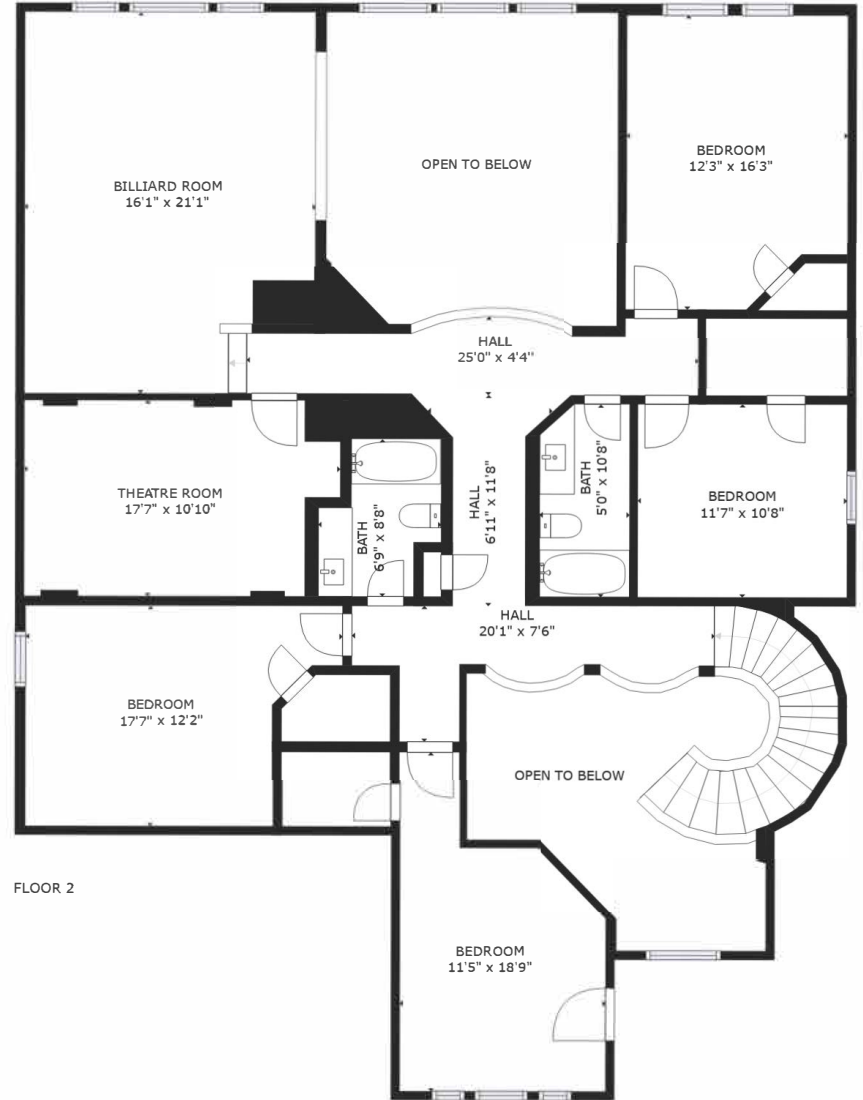 BILLIARD ROOM
16'1" x 21'1"
OPEN TO BELOW
BEDROOM
12'3" x 16'3"
HALL
25'0" x 4'4"
THEATRE ROOM
17'7" x 10'10"
BATH
6'9" x 8'8"
HALL
6'11" x 11'8"
BATH
5'0" x 10'8"
BEDROOM
11'7" x 10'8"
HALL
20'1" x 7'6"
BEDROOM
17'7" x 12'2"
OPEN TO BELOW
FLOOR 2
BEDROOM
11'5" x 18'9"